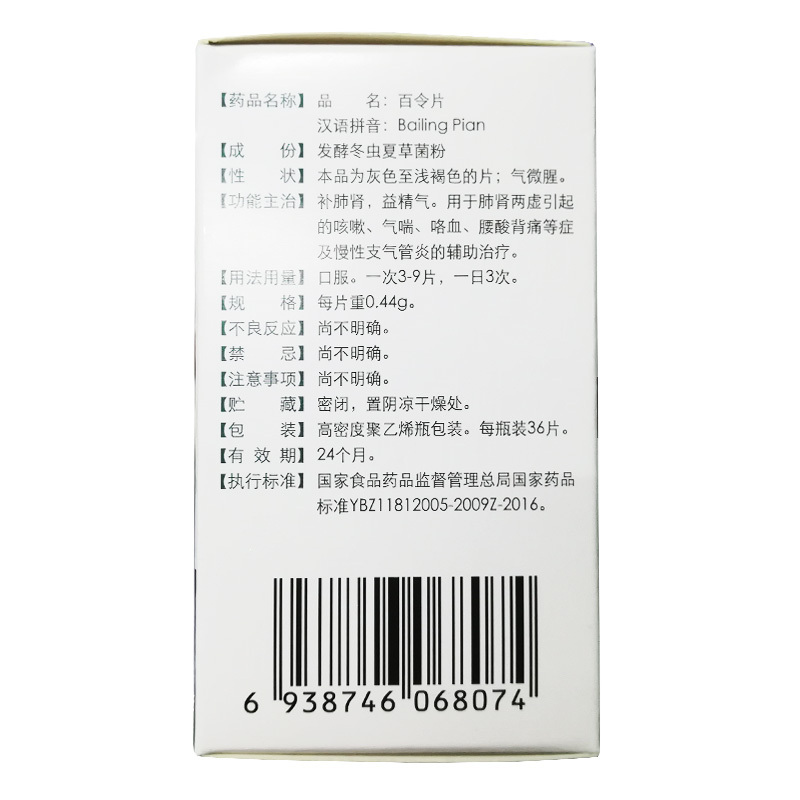 【药品名称】品　　名：百令片
汉语拼音：Bailing Pian
【成　　份】发酵冬虫夏草菌粉
【性　　状】本品为灰色至浅褐色的片；气微腥。
【功能主治】补肺肾，益精气。用于肺肾两虚引起
的咳嗽、气喘、咯血、腰酸背痛等症
及慢性支气管炎的辅助治疗。
【用法用量】口服。一次3-9片，一日3次。
【规　　格】每片重0.44g。
【不良反应】尚不明确。
【禁　　忌】尚不明确。
【注意事项】尚不明确。
【贮　　藏】密闭，置阴凉干燥处。
【包　　装】高密度聚乙烯瓶包装。每瓶装36片。
【有 效 期】24个月。
【执行标准】国家食品药品监督管理总局国家药品
标准YBZ11812005-2009Z-2016。
6 938746 068074